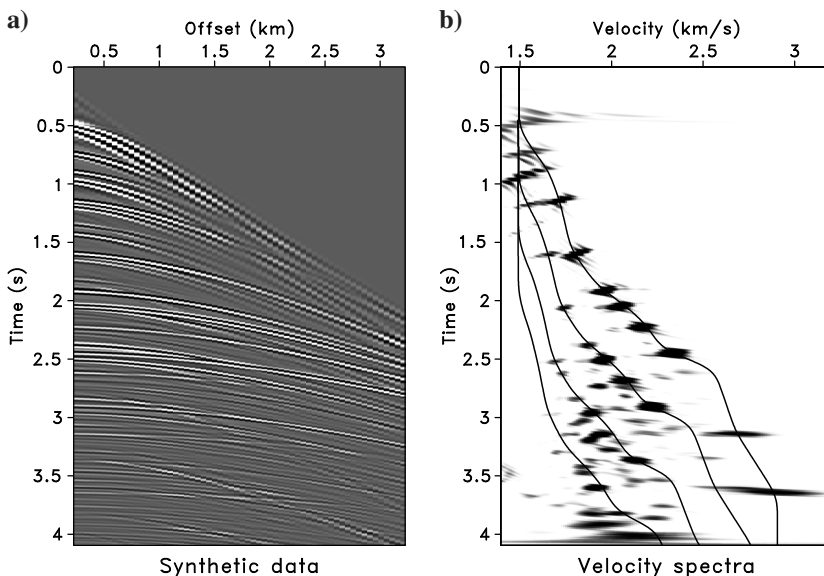 a)
Offset (km)
0.5 1 1.5 2 2.5 3
0
0.5
1
1.5
2
2.5
3
3.5
4
Time (s)
Synthetic data
b)
Velocity (km/s)
1.5 2 2.5 3
0
0.5
1
1.5
2
2.5
3
3.5
4
Time (s)
Velocity spectra